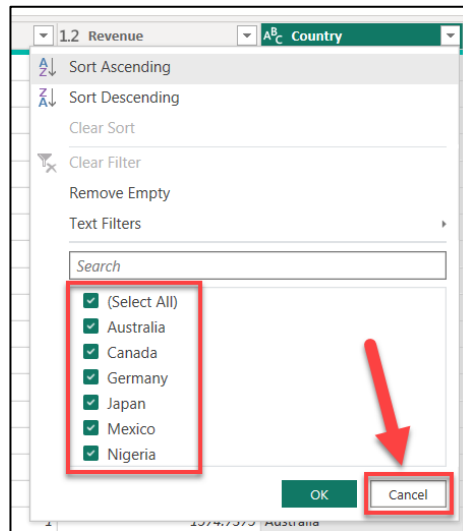 1.2 Revenue ABC Country
Sort Ascending
Sort Descending
Clear Sort
Clear Filter
Remove Empty
Text Filters
Search
(Select All)
Australia
Canada
Germany
Japan
Mexico
Nigeria
OK Cancel
Australia